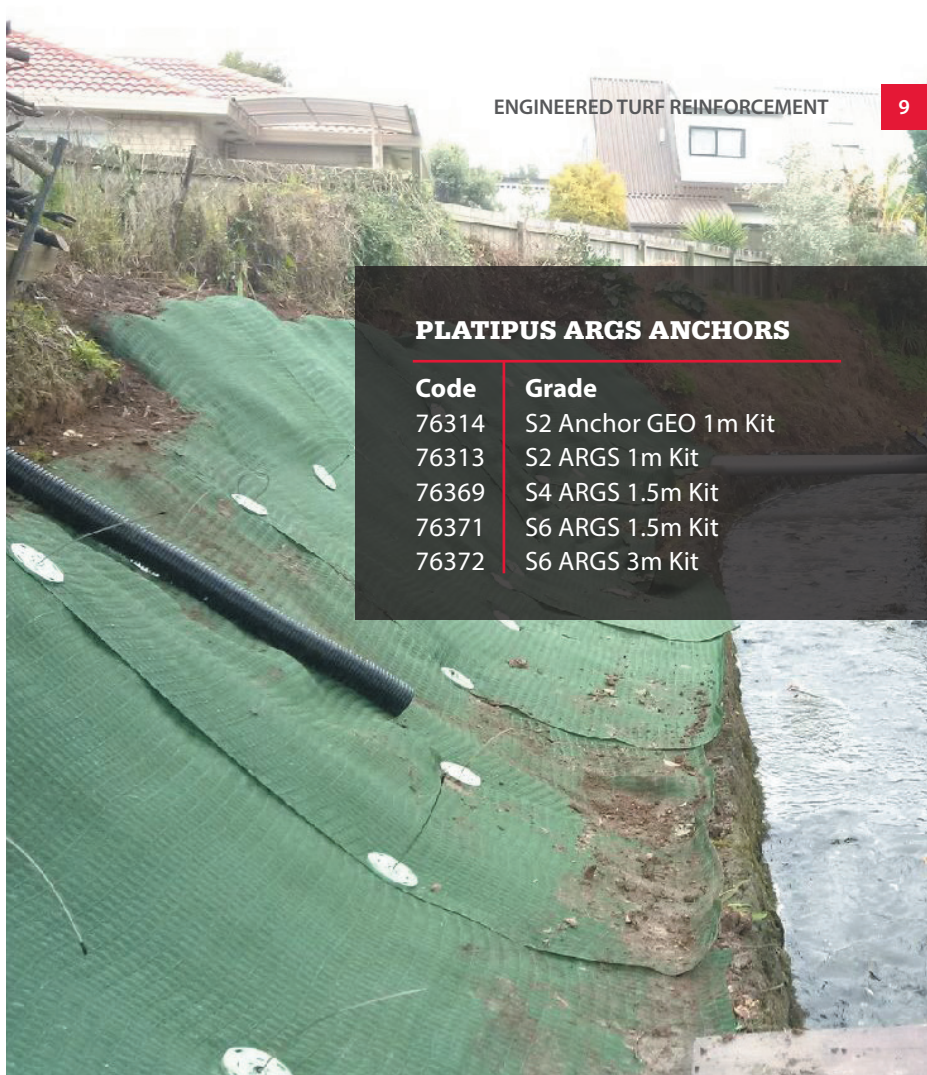 ENGINEERED TURF REINFORCEMENT 9
PLATIPUS ARGS ANCHORS
Code Grade
76314 S2 Anchor GEO 1m Kit
76313 S2 ARGS 1m Kit
76369 S4 ARGS 1.5m Kit
76371 S6 ARGS 1.5m Kit
76372 S6 ARGS 3m Kit